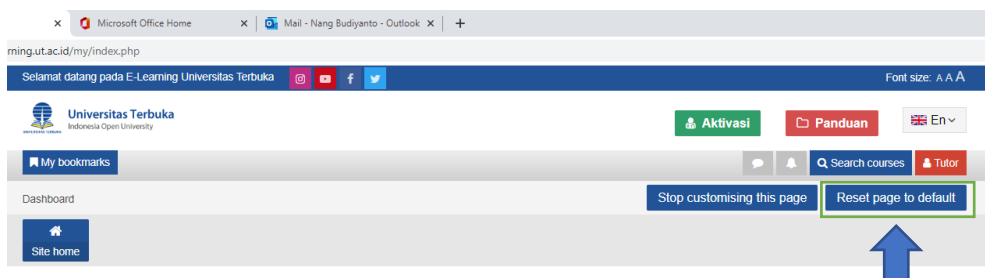 Microsoft Office Home
Mail - Nang Budiyanto - Outlook
rning.ut.ac.id/my/index.php
Selamat datang pada E-Learning Universitas Terbuka
Font size: A A A
Universitas Terbuka
Indonesia Open University
Aktivasi
Panduan
En
My bookmarks
Search courses
Tutor
Dashboard
Stop customising this page
Reset page to default
Site home